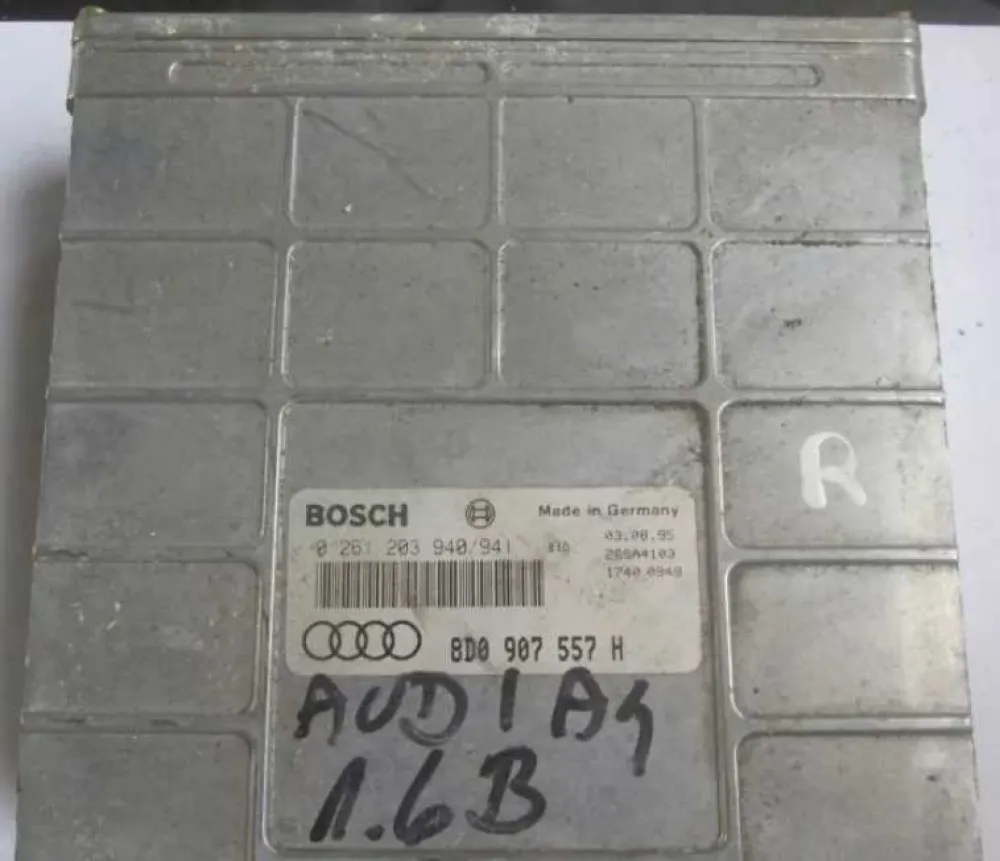 BOSCH
Made in Germany
0 261 203 940/941
03.08.95
26SA4103
1740 0949
8D0 907 557 H
R
AUDI A4
1.6B